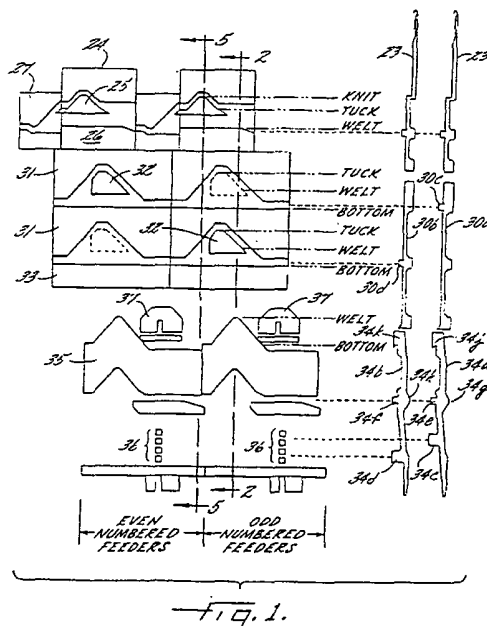 5
2
24
23
23
27
25
KNIT
TUCK
WELT
26
31
32
TUCK
WELT
BOTTOM
30c
30b
31
32
TUCK
WELT
BOTTOM
30d
33
37
37
WELT
34k
34j
35
BOTTOM
34b
34g
34f
34e
36
36
34d
34c
5
2
EVEN
NUMBERED
FEEDERS
ODD
NUMBERED
FEEDERS
FIG. 1.